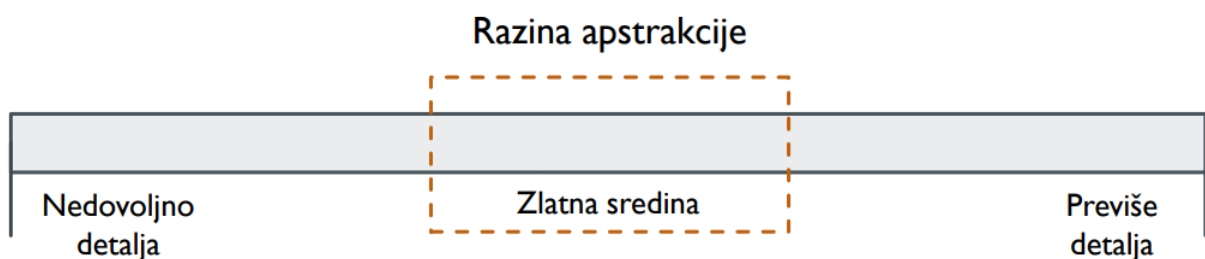 Razina apstrakcije
Nedovoljno
detalja
Zlatna sredina
Previše
detalja